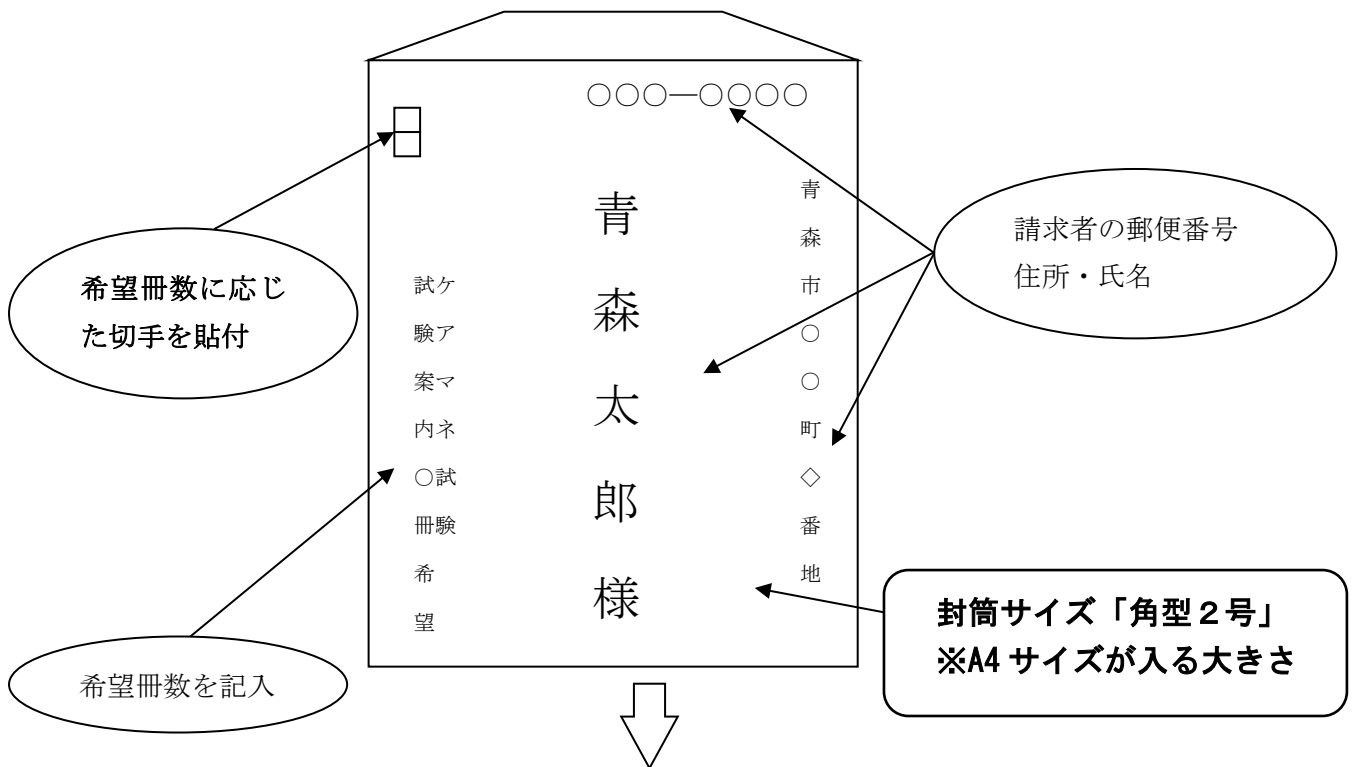 〇〇〇―〇〇〇〇
青森市〇〇町◇番地
青森太郎様
ケアマネ試験
試験案内〇冊希望
希望冊数に応じ
た切手を貼付
請求者の郵便番号
住所・氏名
希望冊数を記入
封筒サイズ「角型２号」
※A4 サイズが入る大きさ